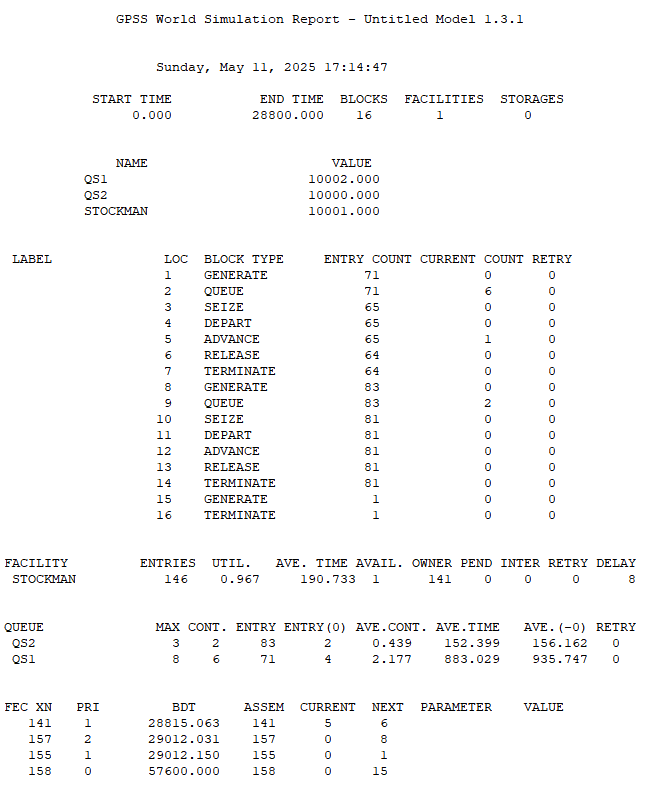 GPSS World Simulation Report - Untitled Model 1.3.1
Sunday, May 11, 2025 17:14:47
START TIME END TIME BLOCKS FACILITIES STORAGES
0.000 28800.000 16 1 0
NAME VALUE
QS1 10002.000
QS2 10000.000
STOCKMAN 10001.000
LABEL LOC BLOCK TYPE ENTRY COUNT CURRENT COUNT RETRY
1 GENERATE 71 0 0
2 QUEUE 71 6 0
3 SEIZE 65 0 0
4 DEPART 65 0 0
5 ADVANCE 65 1 0
6 RELEASE 64 0 0
7 TERMINATE 64 0 0
8 GENERATE 83 0 0
9 QUEUE 83 2 0
10 SEIZE 81 0 0
11 DEPART 81 0 0
12 ADVANCE 81 0 0
13 RELEASE 81 0 0
14 TERMINATE 81 0 0
15 GENERATE 1 0 0
16 TERMINATE 1 0 0
FACILITY ENTRIES UTIL. AVE. TIME AVAIL. OWNER PEND INTER RETRY DELAY
STOCKMAN 146 0.967 190.733 1 141 0 0 0 8
QUEUE MAX CONT. ENTRY ENTRY(0) AVE.CONT. AVE.TIME AVE.(-0) RETRY
QS2 3 2 83 2 0.439 152.399 156.162 0
QS1 8 6 71 4 2.177 883.029 935.747 0
FEC XN PRI BDT ASSEM CURRENT NEXT PARAMETER VALUE
141 1 28815.063 141 5 6
157 2 29012.031 157 0 8
155 1 29012.150 155 0 1
158 0 57600.000 158 0 15